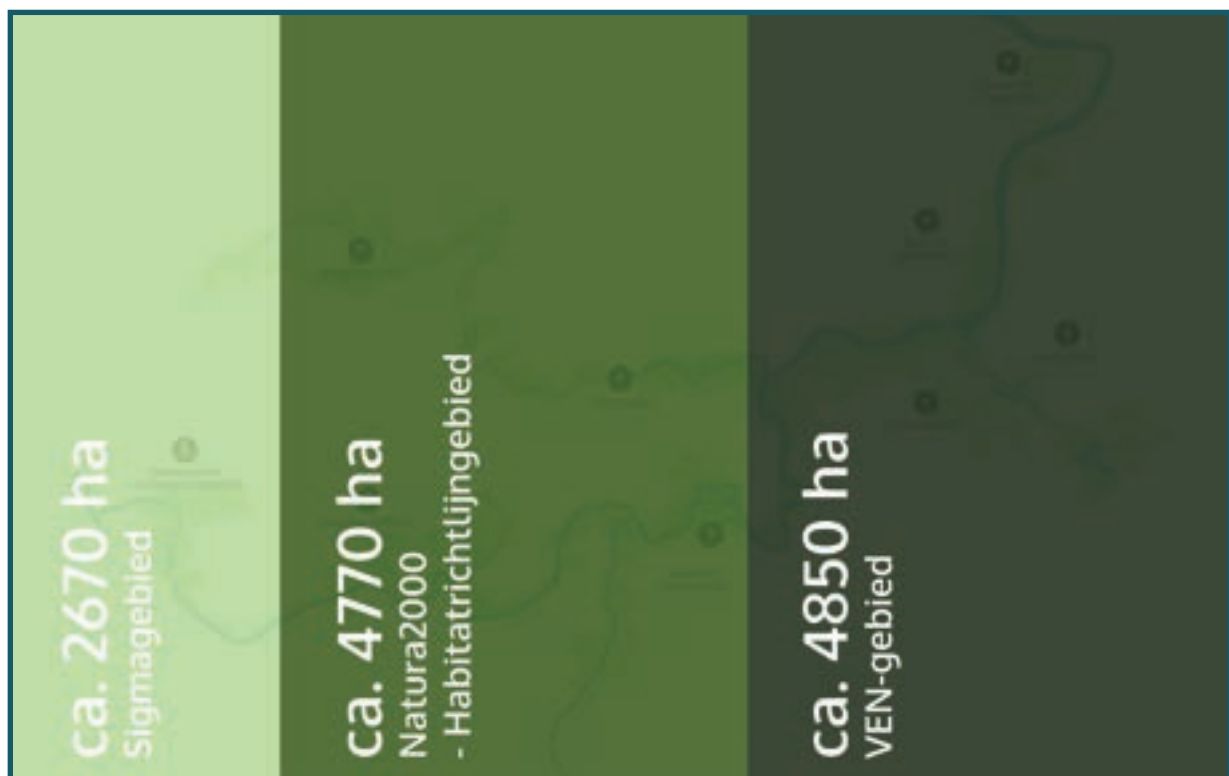 ca. 2670 ha
Sigmagebied
ca. 4770 ha
Natura2000
- Habitatrichtlijngebied
ca. 4850 ha
VEN-gebied